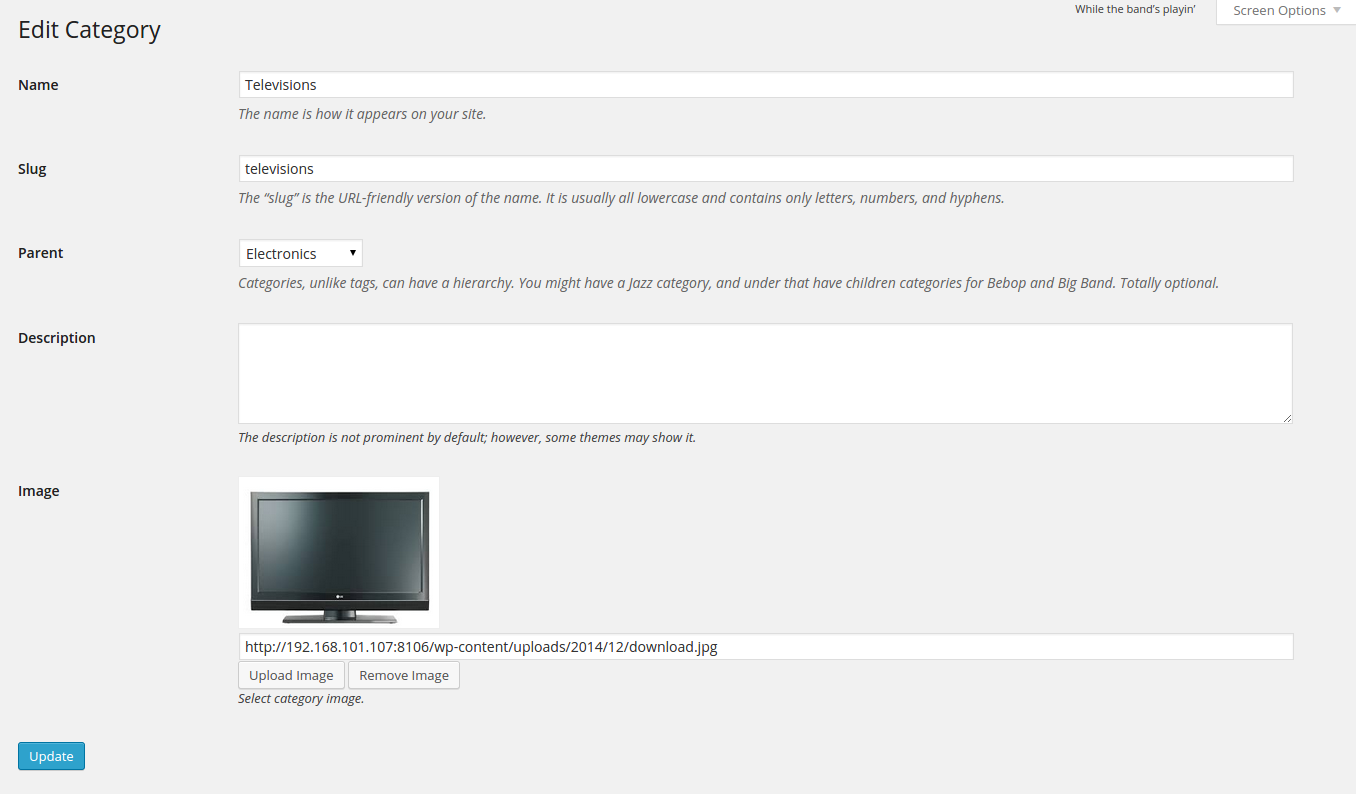 While the band's playin'
Screen Options
Edit Category
Name
Televisions
The name is how it appears on your site.
Slug
televisions
The “slug” is the URL-friendly version of the name. It is usually all lowercase and contains only letters, numbers, and hyphens.
Parent
Electronics
Categories, unlike tags, can have a hierarchy. You might have a Jazz category, and under that have children categories for Bebop and Big Band. Totally optional.
Description
The description is not prominent by default; however, some themes may show it.
Image
http://192.168.101.107:8106/wp-content/uploads/2014/12/download.jpg
Upload Image
Remove Image
Select category image.
Update